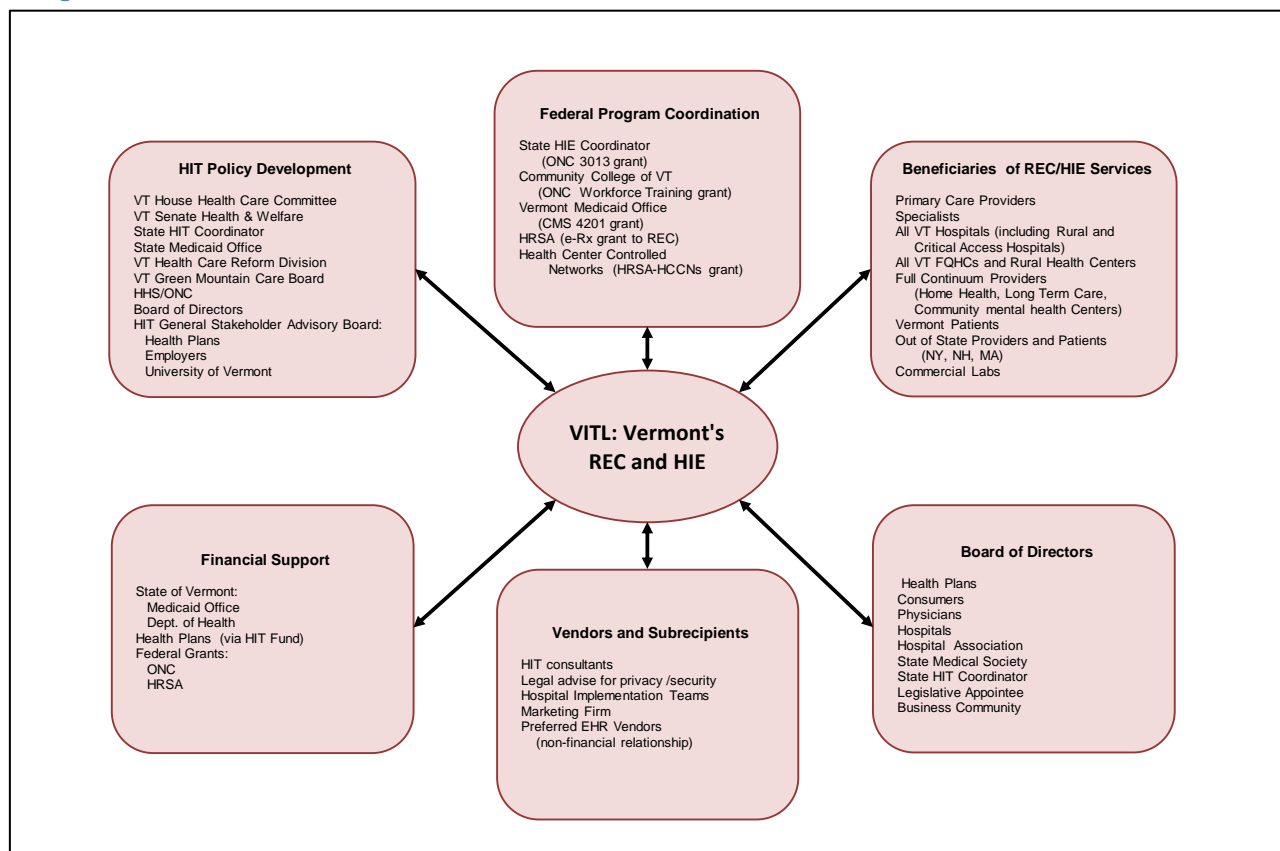 Federal Program Coordination
State HIE Coordinator
(ONC 3013 grant)
Community College of VT
(ONC Workforce Training grant)
Vermont Medicaid Office
(CMS 4201 grant)
HRSA (e-Rx grant to REC)
Health Center Controlled
Networks (HRSA-HCCNs grant)
HIT Policy Development
VT House Health Care Committee
VT Senate Health & Welfare
State HIT Coordinator
State Medicaid Office
VT Health Care Reform Division
VT Green Mountain Care Board
HHS/ONC
Board of Directors
HIT General Stakeholder Advisory Board:
Health Plans
Employers
University of Vermont
Beneficiaries of REC/HIE Services
Primary Care Providers
Specialists
All VT Hospitals (including Rural and
Critical Access Hospitals)
All VT FQHCs and Rural Health Centers
Full Continuum Providers
(Home Health, Long Term Care,
Community mental health Centers)
Vermont Patients
Out of State Providers and Patients
(NY, NH, MA)
Commercial Labs
VITL: Vermont's
REC and HIE
Financial Support
State of Vermont:
Medicaid Office
Dept. of Health
Health Plans (via HIT Fund)
Federal Grants:
ONC
HRSA
Vendors and Subrecipients
HIT consultants
Legal advise for privacy /security
Hospital Implementation Teams
Marketing Firm
Preferred EHR Vendors
(non-financial relationship)
Board of Directors
Health Plans
Consumers
Physicians
Hospitals
Hospital Association
State Medical Society
State HIT Coordinator
Legislative Appointee
Business Community